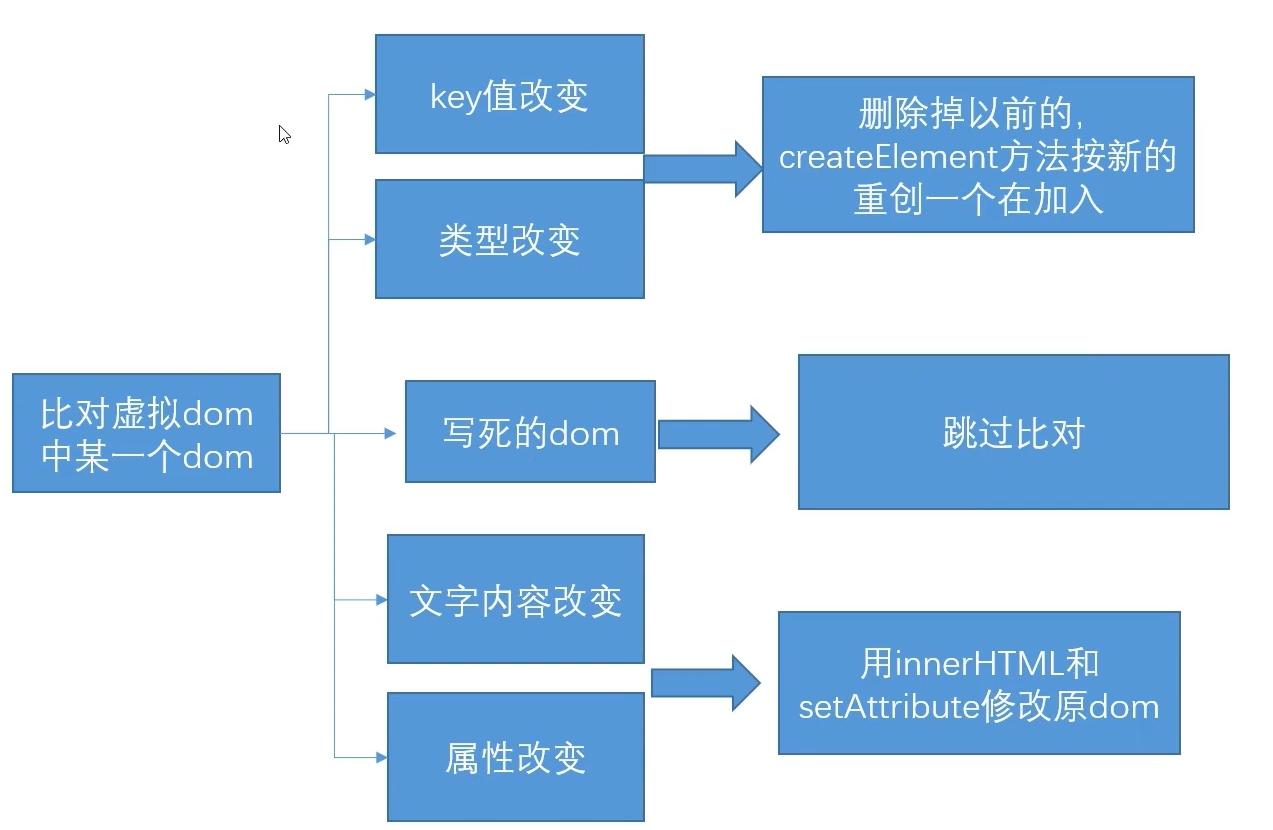 key值改变
删除掉以前的,
createElement方法按新的
重创一个在加入
类型改变
比对虚拟dom
中某一个dom
写死的dom
跳过比对
文字内容改变
用innerHTML和
setAttribute修改原dom
属性改变